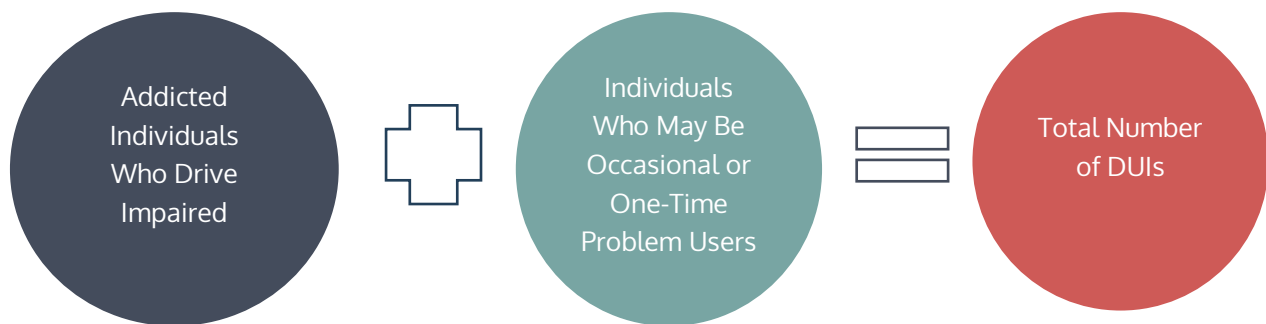 Addicted
Individuals
Who Drive
Impaired
Individuals
Who May Be
Occasional or
One-Time
Problem Users
Total Number
of DUIs